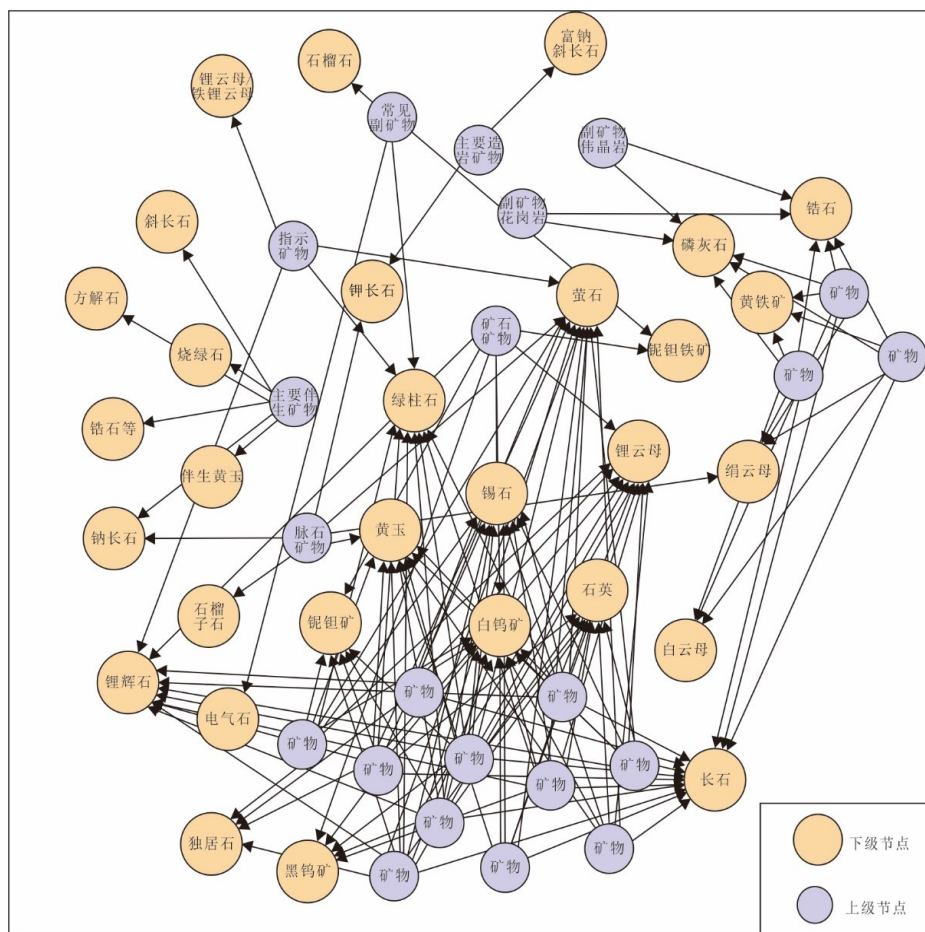 富钠
斜长石
石榴石
锂云母/
铁锂云母
常见
副矿物
主要造
岩矿物
副矿物
伟晶岩
副矿物
花岗岩
锆石
斜长石
指示
矿物
磷灰石
方解石
钾长石
萤石
黄铁矿
矿物
矿石
矿物
铌钽铁矿
烧绿石
矿物
矿物
主要伴
生矿物
绿柱石
锆石等
锂云母
伴生黄玉
锡石
绢云母
钠长石
脉石
矿物
黄玉
石英
石榴
子石
铌钽矿
白钨矿
白云母
锂辉石
矿物
矿物
电气石
矿物
矿物
矿物
矿物
矿物
长石
矿物
独居石
黑钨矿
矿物
矿物
矿物
下级节点
上级节点